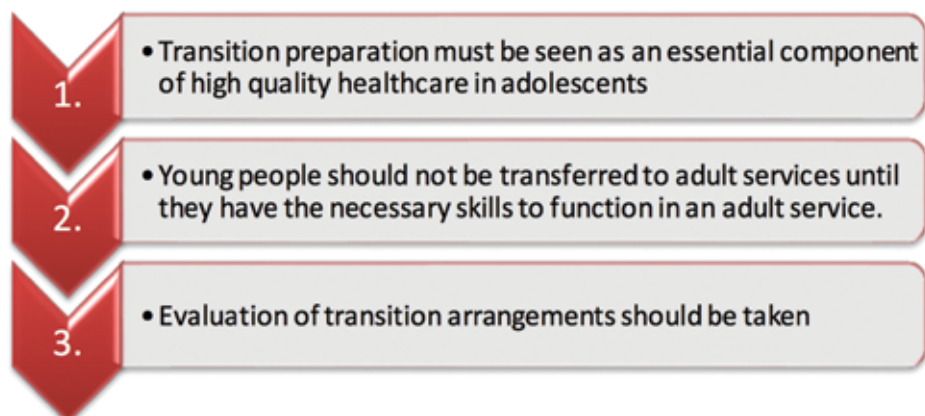 1.
• Transition preparation must be seen as an essential component
of high quality healthcare in adolescents
2.
• Young people should not be transferred to adult services until
they have the necessary skills to function in an adult service.
3.
• Evaluation of transition arrangements should be taken